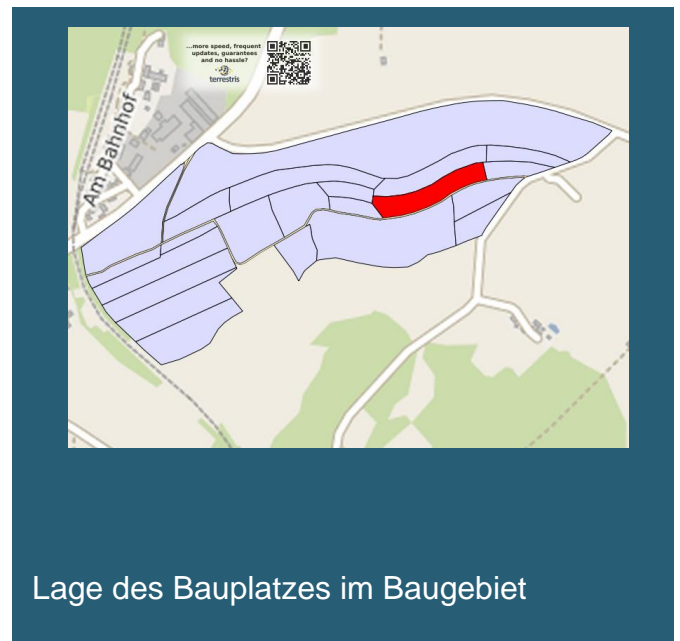 ...more speed, frequent
updates, guarantees
and no hassle?
terrestris
Am Bahnhof
Lage des Bauplatzes im Baugebiet